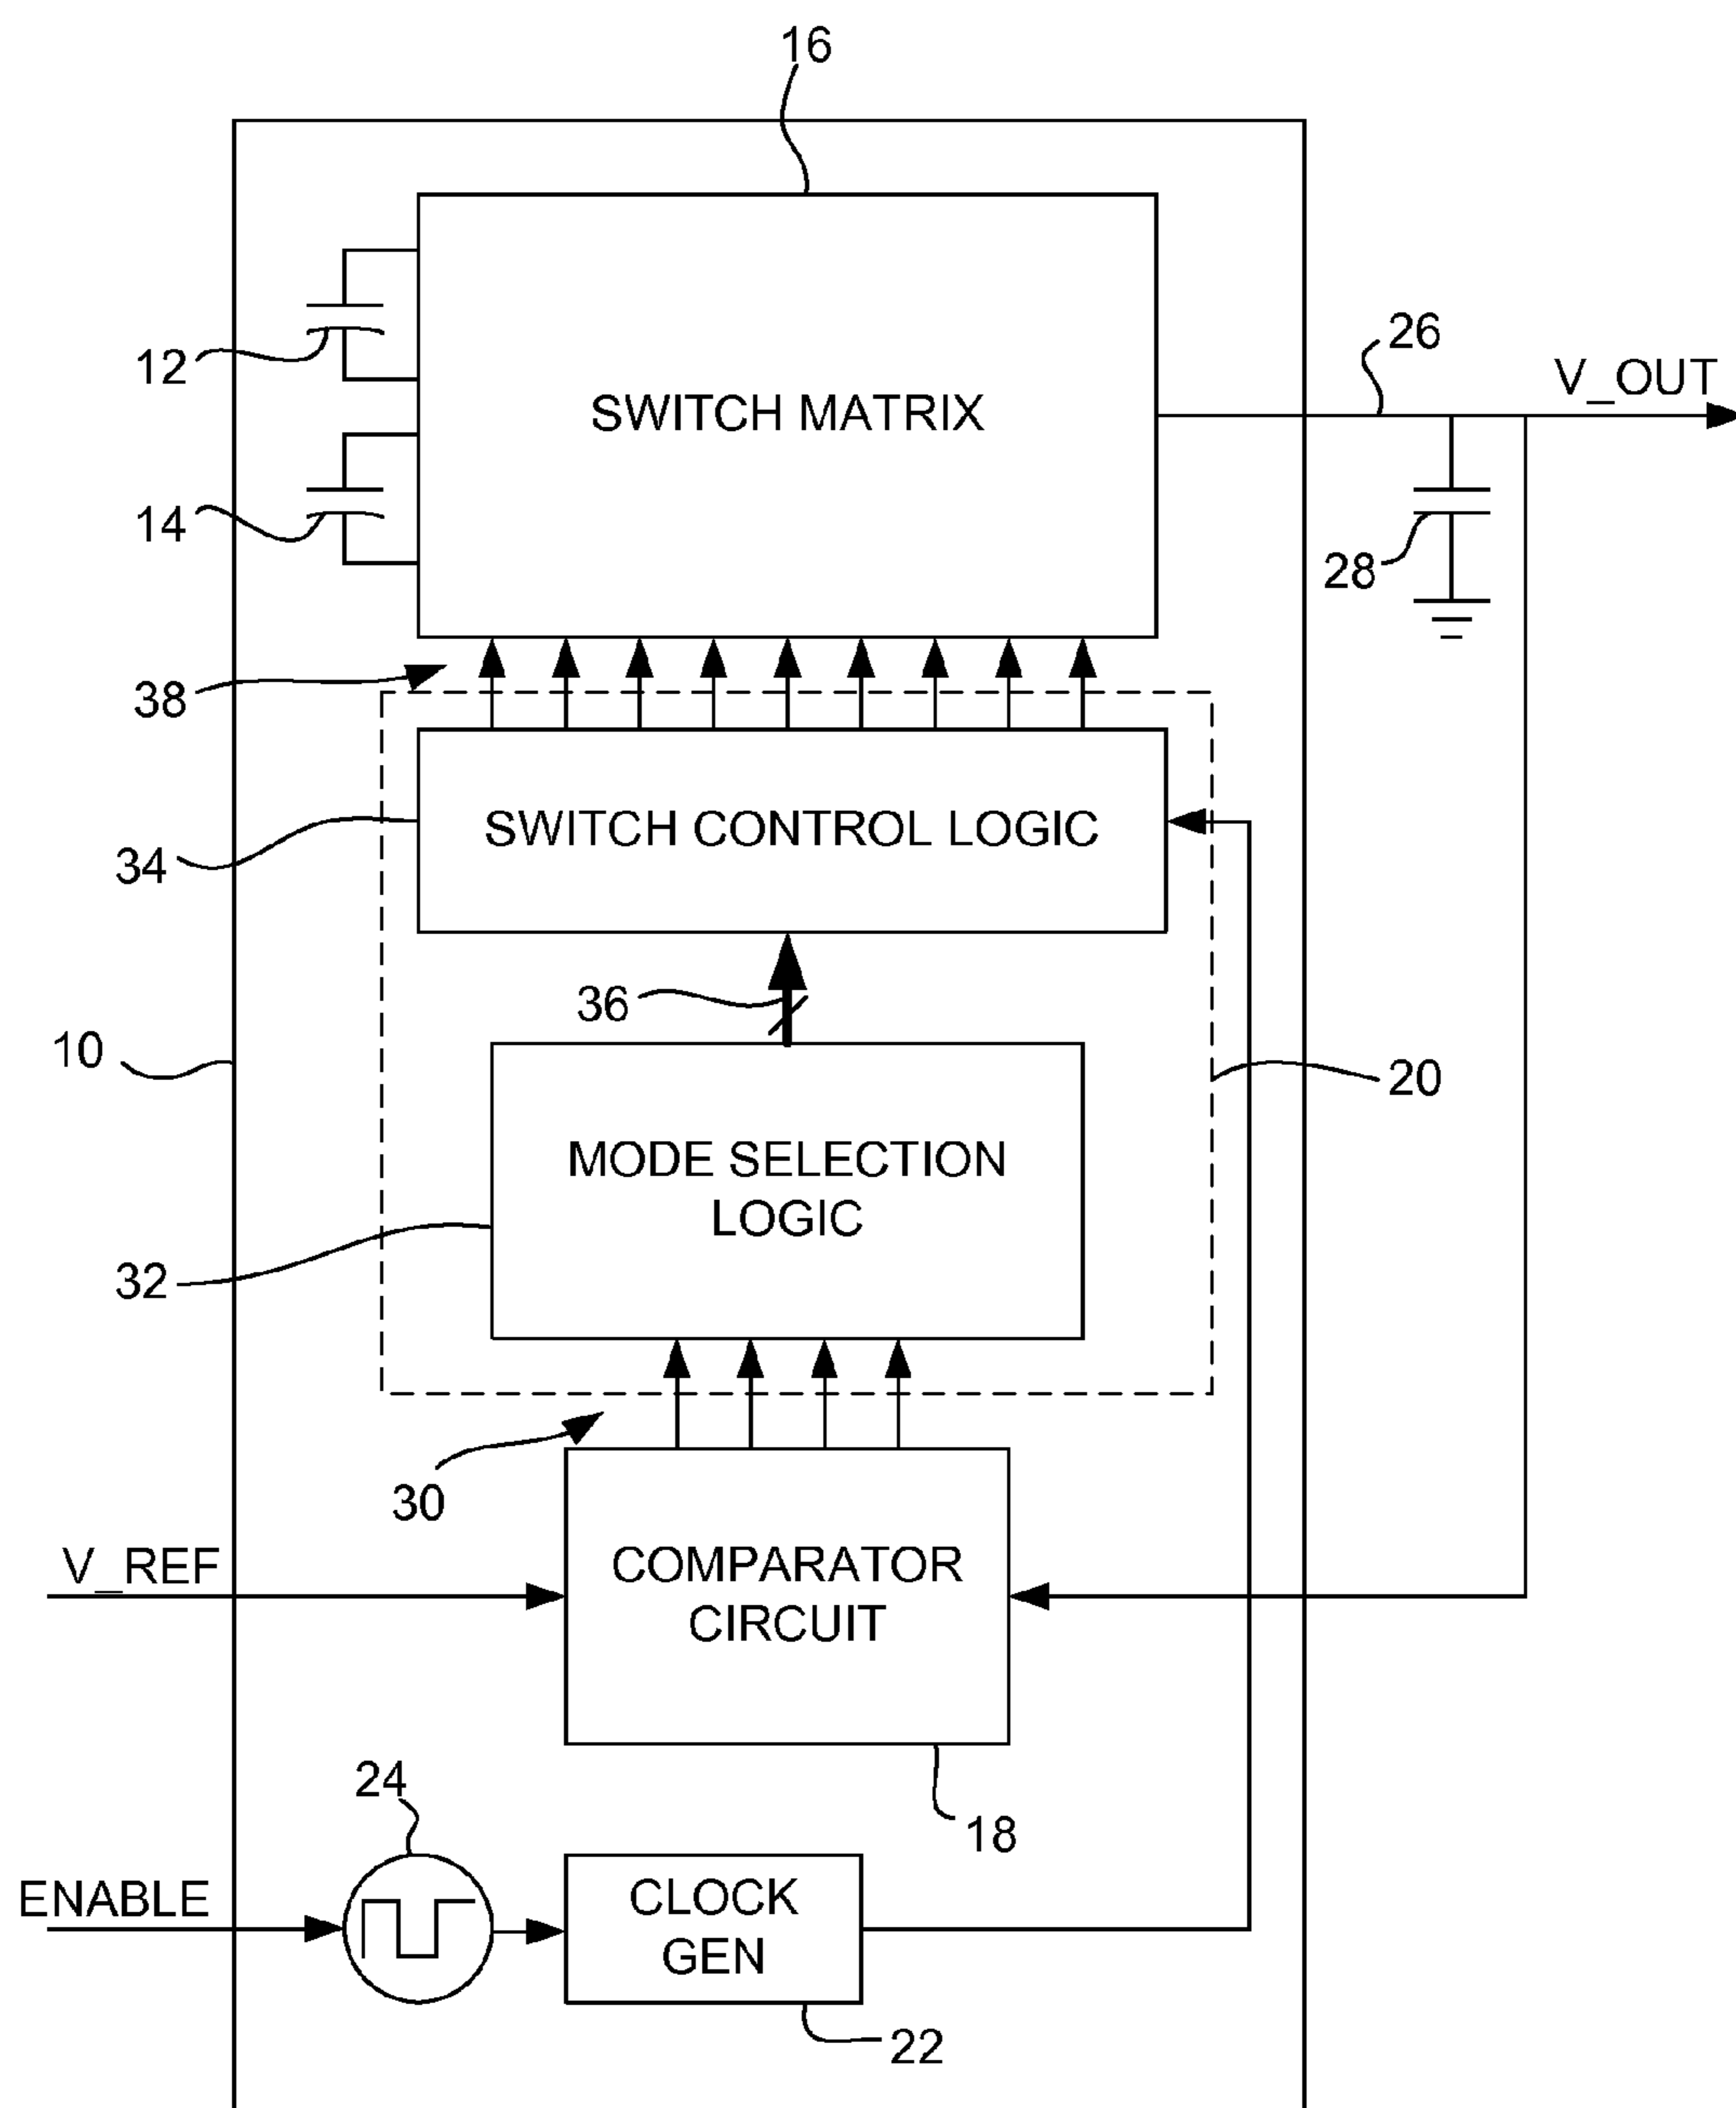 16
12
SWITCH MATRIX
26
V_OUT
14
28
38
SWITCH CONTROL LOGIC
34
36
10
20
MODE SELECTION
LOGIC
32
30
V_REF
COMPARATOR
CIRCUIT
24
18
ENABLE
CLOCK
GEN
22